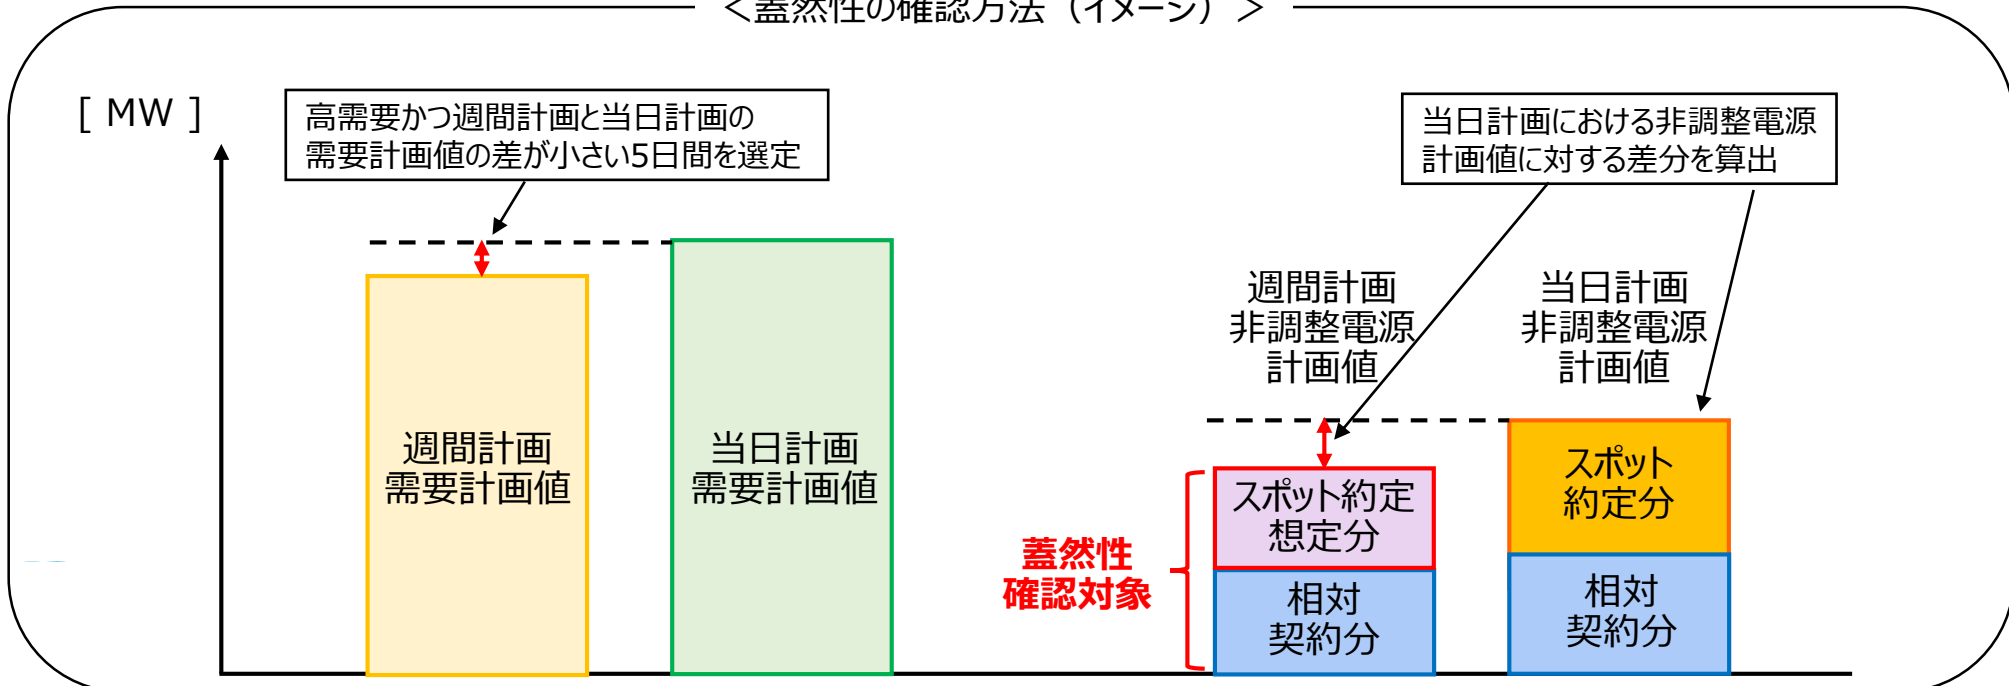 ＜蓋然性の確認方法（イメージ）＞
[ MW ]
高需要かつ週間計画と当日計画の
需要計画値の差が小さい5日間を選定
当日計画における非調整電源
計画値に対する差分を算出
週間計画
非調整電源
計画値
当日計画
非調整電源
計画値
週間計画
需要計画値
当日計画
需要計画値
蓋然性
確認対象
スポット約定
想定分
相対
契約分
スポット
約定分
相対
契約分